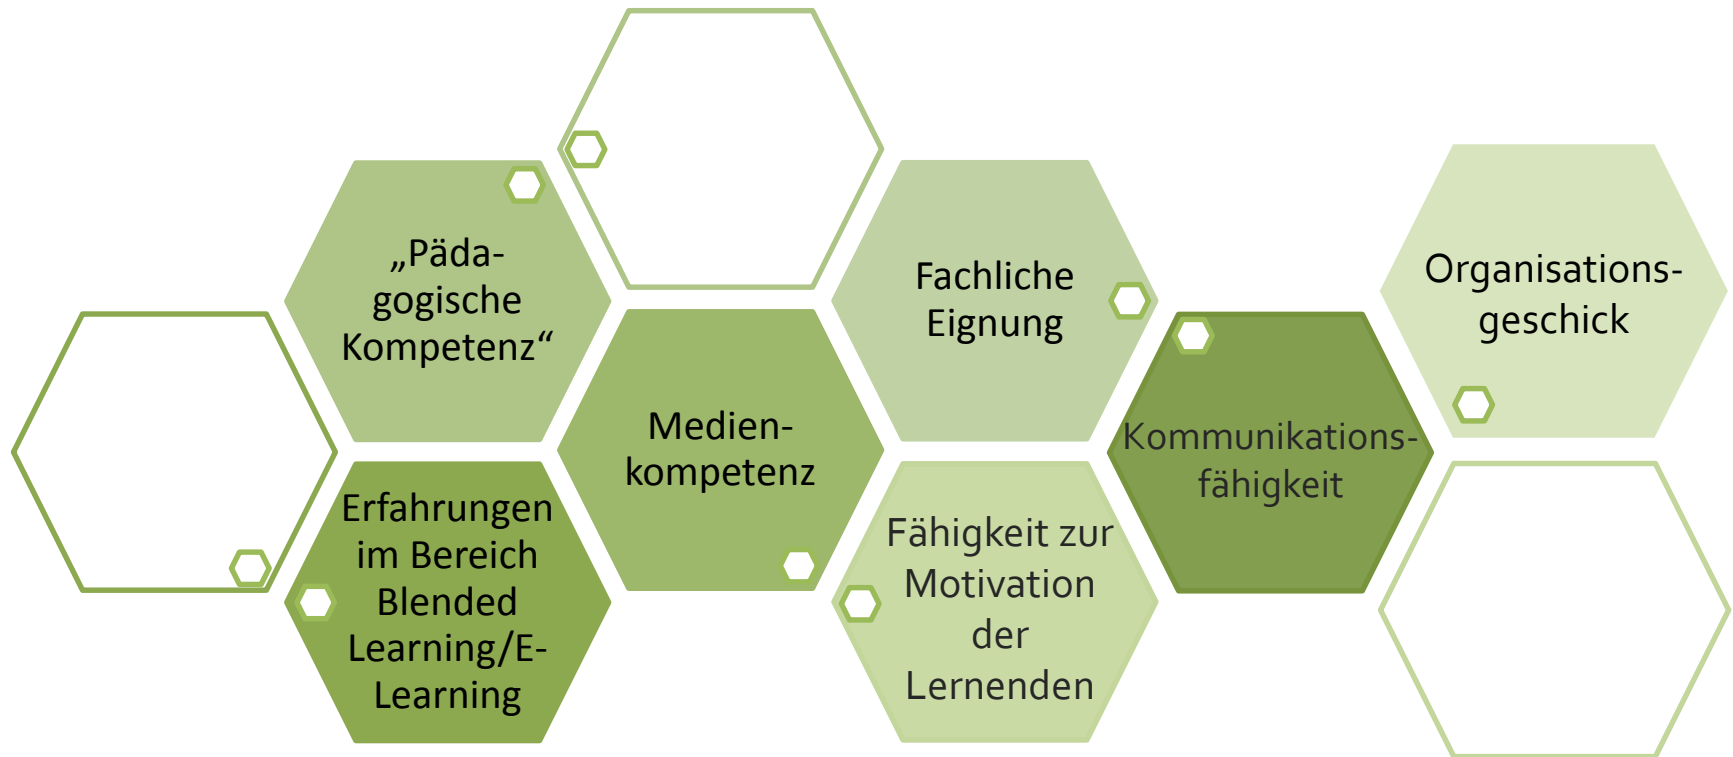 „Päda-
gogische
Kompetenz“
Erfahrungen
im Bereich
Blended
Learning/E-
Learning
Medien-
kompetenz
Fachliche
Eignung
Fähigkeit zur
Motivation
der
Lernenden
Kommunikations-
fähigkeit
Organisations-
geschick